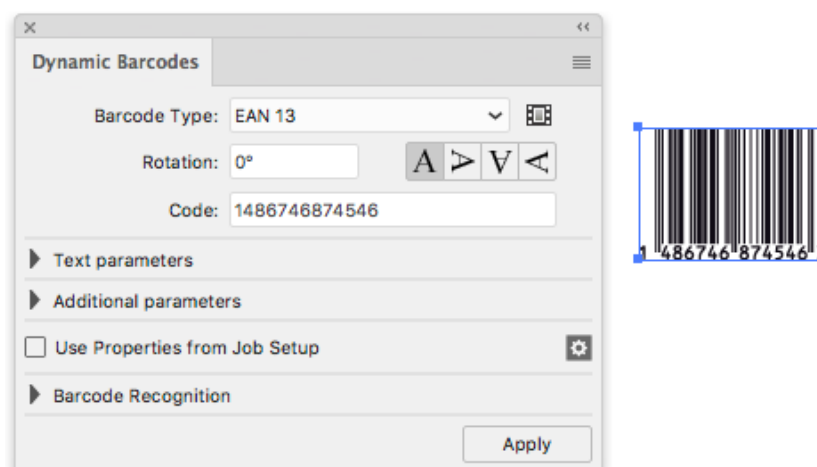 Dynamic Barcodes
Barcode Type: EAN 13
Rotation: 0° A A A A
Code: 1486746874546
Text parameters
Additional parameters
Use Properties from Job Setup
Barcode Recognition
Apply
1 486746 874546